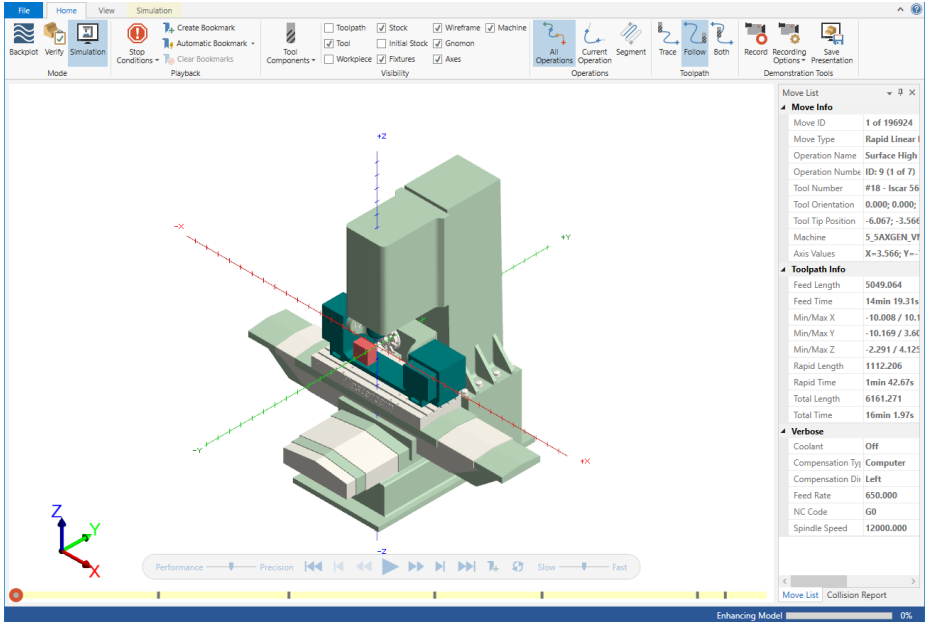 File Home View Simulation
Backplot Verify Simulation
Mode
Stop Conditions
Create Bookmark
Automatic Bookmark
Clear Bookmarks
Playback
Tool Components
Toolpath Stock Wireframe Machine
Tool Initial Stock Gnomon
Workpiece Fixtures Axes
Visibility
All Operations Current Operation Segment
Operations
Trace Follow Both
Toolpath
Record Recording Options Save Presentation
Demonstration Tools
Move List
Move Info
Move ID 1 of 196924
Move Type Rapid Linear
Operation Name Surface High
Operation Numbe ID: 9 (1 of 7)
Tool Number #18 - Iscar 56
Tool Orientation 0.000; 0.000;
Tool Tip Position -6.067; -3.566
Machine 5_5AXGEN_VM
Axis Values X=3.566; Y=-
Toolpath Info
Feed Length 5049.064
Feed Time 14min 19.31s
Min/Max X -10.008 / 10.1
Min/Max Y -10.169 / 3.60
Min/Max Z -2.291 / 4.125
Rapid Length 1112.206
Rapid Time 1min 42.67s
Total Length 6161.271
Total Time 16min 1.97s
Verbose
Coolant Off
Compensation Typ Computer
Compensation Dir Left
Feed Rate 650.000
NC Code G0
Spindle Speed 12000.000
+Z
-X
+Y
-Y
+X
-Z
Z
Y
X
Performance Precision Slow Fast
Move List Collision Report
Enhancing Model 0%